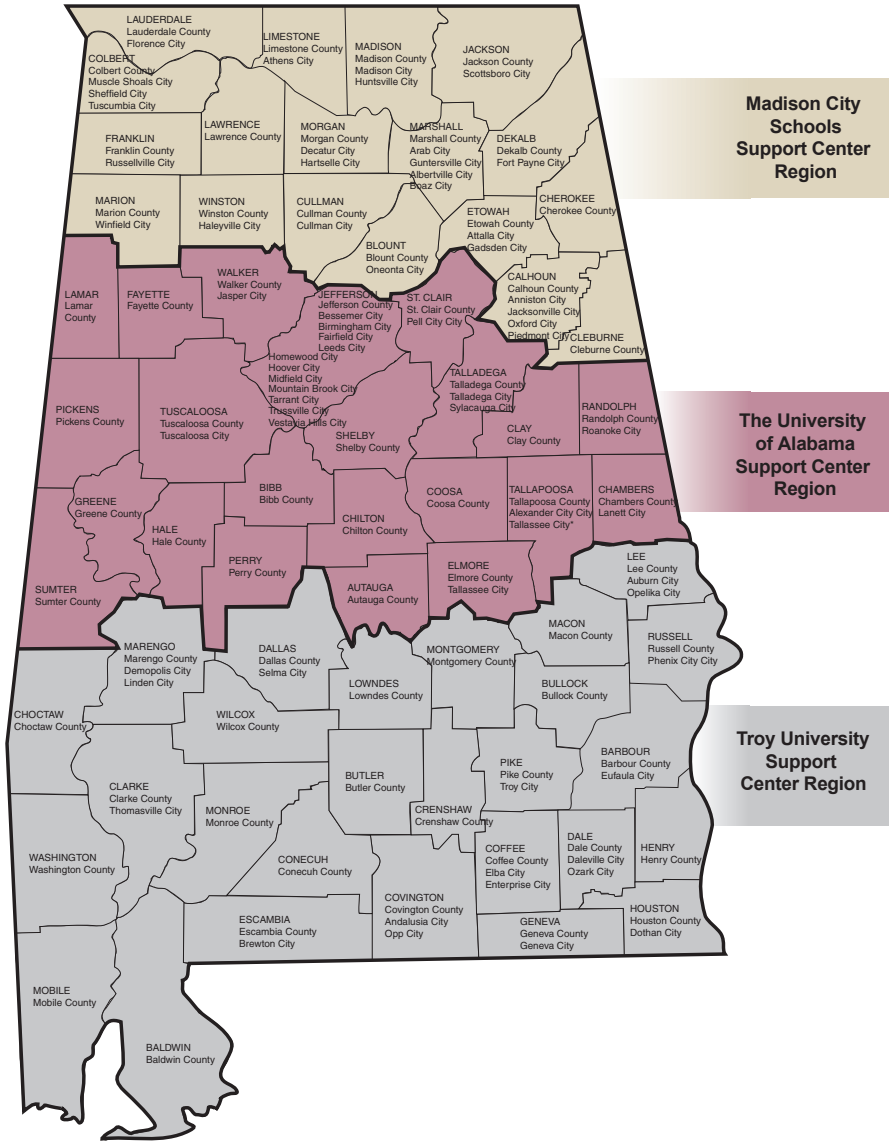 LAUDERDALE
Lauderdale County
Florence City
LIMESTONE
Limestone County
Athens City
MADISON
Madison County
Madison City
Huntsville City
JACKSON
Jackson County
Scottsboro City
COLBERT
Colbert County
Muscle Shoals City
Sheffield City
Tuscumbia City
FRANKLIN
Franklin County
Russellville City
LAWRENCE
Lawrence County
MORGAN
Morgan County
Decatur City
Hartselle City
MARSHALL
Marshall County
Arab City
Guntersville City
Albertville City
Boaz City
DEKALB
Dekalb County
Fort Payne City
MARION
Marion County
Winfield City
WINSTON
Winston County
Haleyville City
CULLMAN
Cullman County
Cullman City
BLOUNT
Blount County
Oneonta City
ETOWAH
Etowah County
Attalla City
Gadsden City
CHEROKEE
Cherokee County
CALHOUN
Calhoun County
Anniston City
Jacksonville City
Oxford City
Piedmont City
CLEBURNE
Cleburne County
Madison City
Schools
Support Center
Region
LAMAR
Lamar
County
FAYETTE
Fayette County
WALKER
Walker County
Jasper City
JEFFERSON
Jefferson County
Bessemer City
Birmingham City
Fairfield City
Leeds City
Homewood City
Hoover City
Midfield City
Mountain Brook City
Tarrant City
Trussville City
Vestavia Hills City
ST. CLAIR
St. Clair County
Pell City City
TALLADEGA
Talladega County
Talladega City
Sylacauga City
CLAY
Clay County
RANDOLPH
Randolph County
Roanoke City
PICKENS
Pickens County
TUSCALOOSA
Tuscaloosa County
Tuscaloosa City
SHELBY
Shelby County
GREENE
Greene County
HALE
Hale County
BIBB
Bibb County
PERRY
Perry County
CHILTON
Chilton County
COOSA
Coosa County
TALLAPOOSA
Tallapoosa County
Alexander City City
Tallassee City*
CHAMBERS
Chambers County
Lanett City
SUMTER
Sumter County
AUTAUGA
Autauga County
ELMORE
Elmore County
Tallassee City
The University
of Alabama
Support Center
Region
LEE
Lee County
Auburn City
Opelika City
MACON
Macon County
RUSSELL
Russell County
Phenix City City
MARENGO
Marengo County
Demopolis City
Linden City
DALLAS
Dallas County
Selma City
LOWNDES
Lowndes County
MONTGOMERY
Montgomery County
BULLOCK
Bullock County
CHOCTAW
Choctaw County
WILCOX
Wilcox County
BUTLER
Butler County
CRENSHAW
Crenshaw County
PIKE
Pike County
Troy City
BARBOUR
Barbour County
Eufaula City
CLARKE
Clarke County
Thomasville City
MONROE
Monroe County
CONECUH
Conecuh County
COFFEE
Coffee County
Elba City
Enterprise City
DALE
Dale County
Daleville City
Ozark City
HENRY
Henry County
WASHINGTON
Washington County
ESCAMBIA
Escambia County
Brewton City
COVINGTON
Covington County
Andalusia City
Opp City
GENEVA
Geneva County
Geneva City
HOUSTON
Houston County
Dothan City
MOBILE
Mobile County
BALDWIN
Baldwin County
Troy University
Support
Center Region